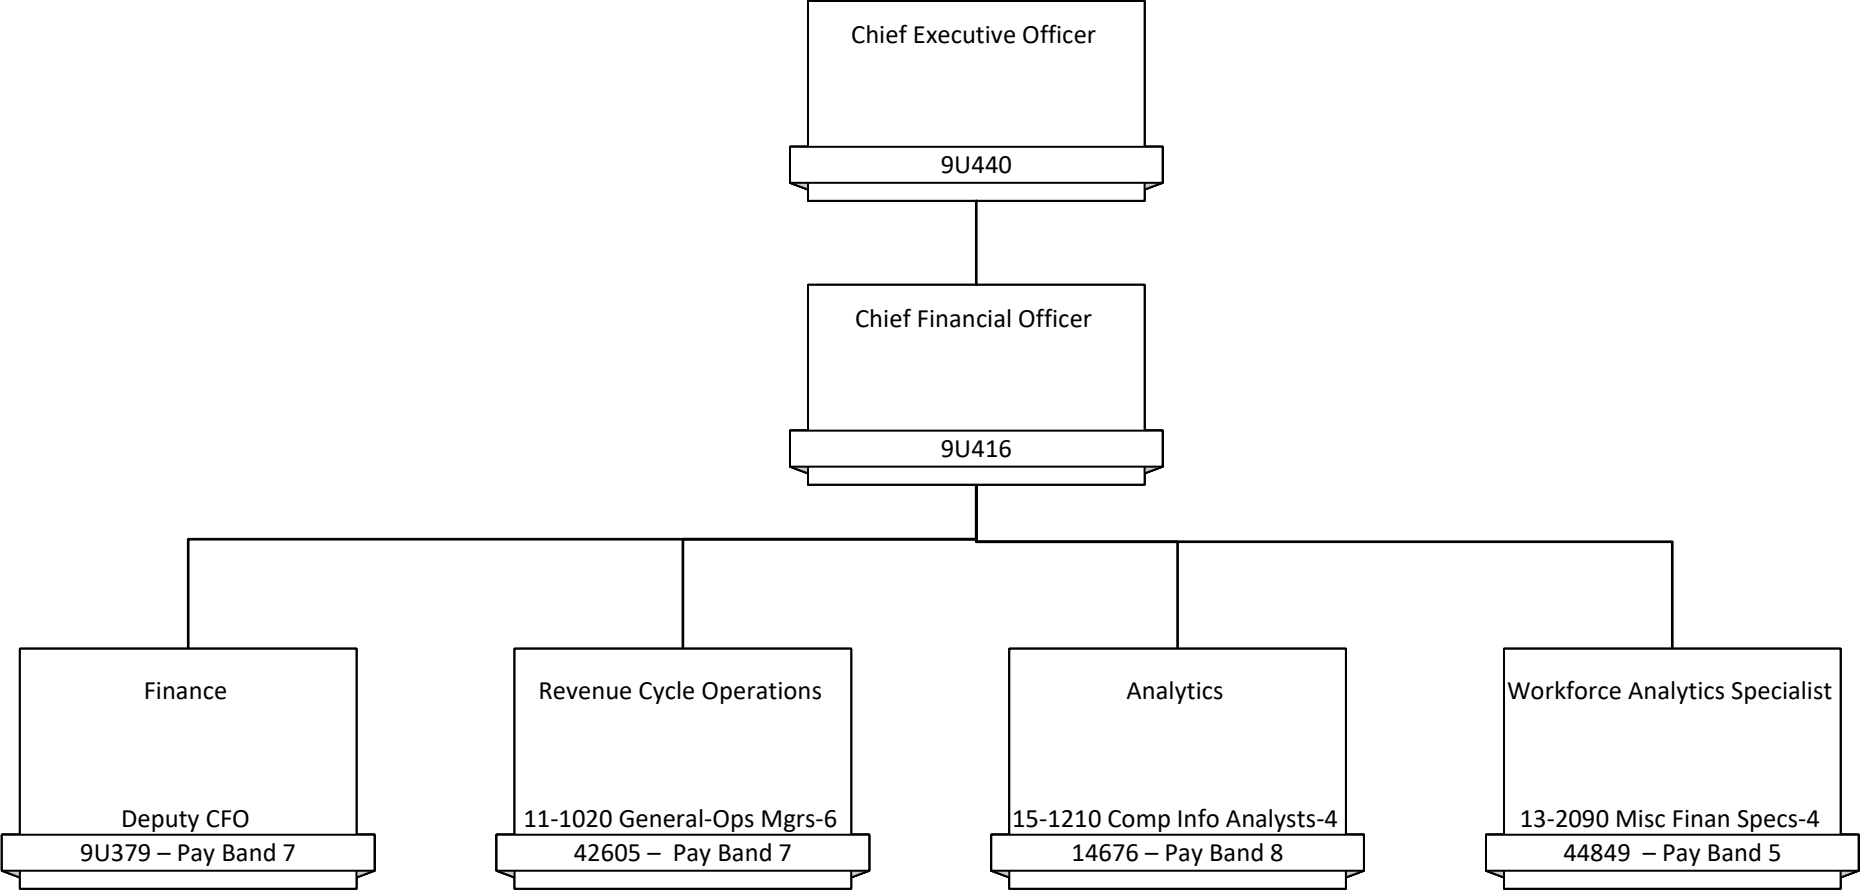 Chief Executive Officer
9U440
Chief Financial Officer
9U416
Finance
Deputy CFO
9U379 – Pay Band 7
Revenue Cycle Operations
11-1020 General-Ops Mgrs-6
42605 –  Pay Band 7
Analytics
15-1210 Comp Info Analysts-4
14676 – Pay Band 8
Workforce Analytics Specialist
13-2090 Misc Finan Specs-4
44849  – Pay Band 5